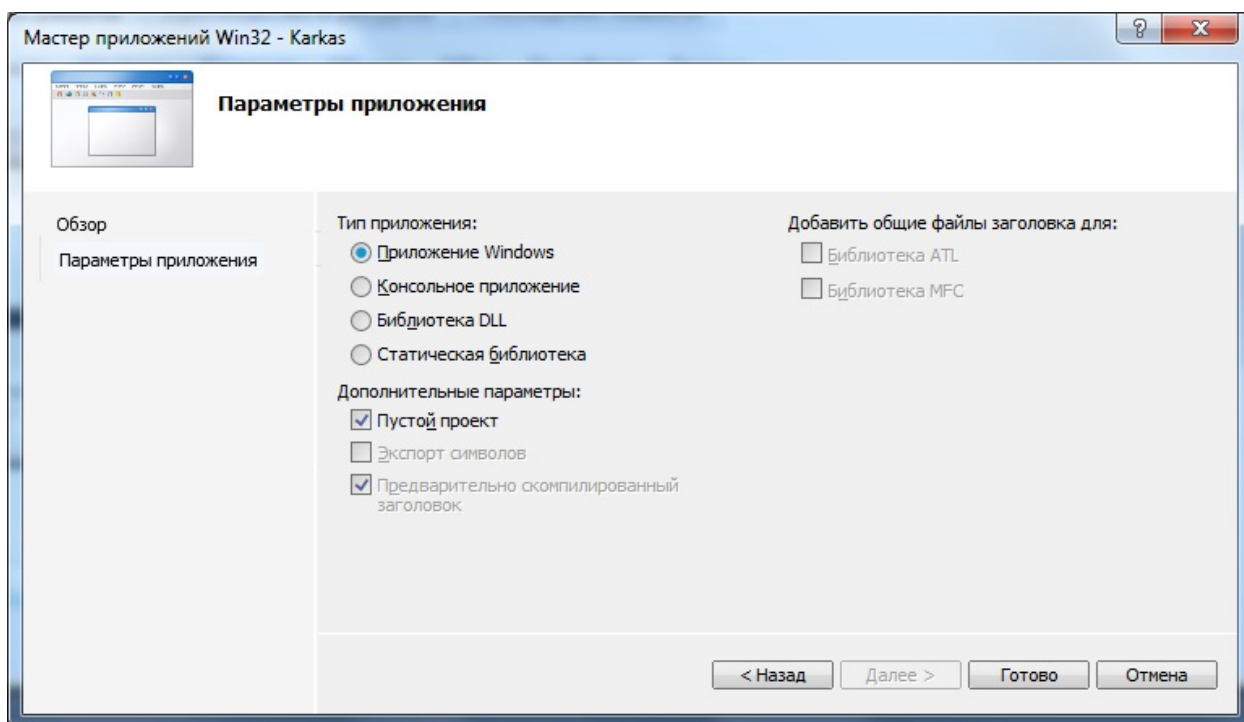 Мастер приложений Win32 - Karkas
Параметры приложения
Обзор
Параметры приложения
Тип приложения:
Приложение Windows
Консольное приложение
Библиотека DLL
Статическая библиотека
Дополнительные параметры:
Пустой проект
Экспорт символов
Предварительно скомпилированный
заголовок
Добавить общие файлы заголовка для:
Библиотека ATL
Библиотека MFC
< Назад
Далее >
Готово
Отмена